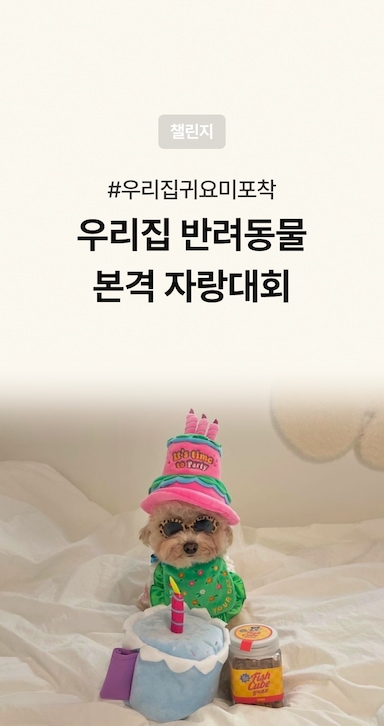 챌린지
#우리집귀요미포착
우리집 반려동물
본격 자랑대회
It's time
to Party
YOUR
Fish
Cube